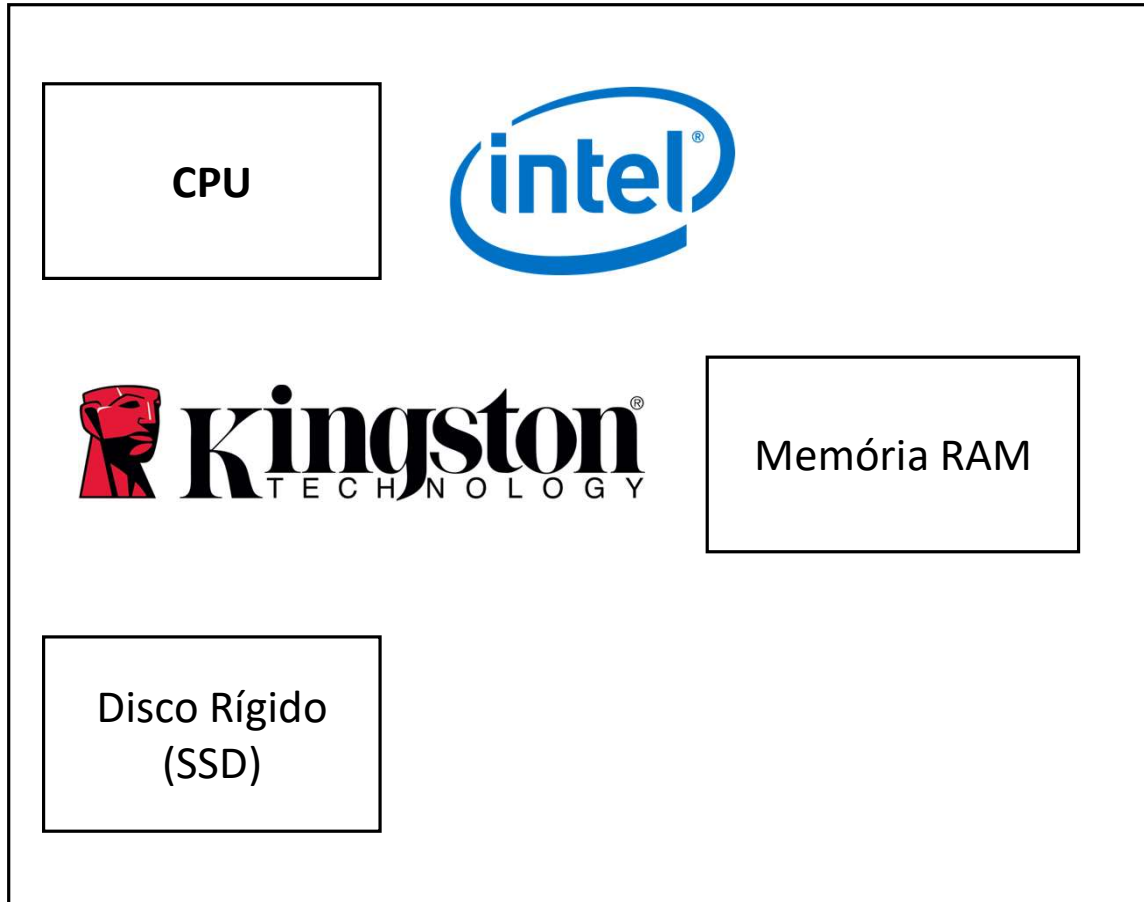 CPU
intel®
Kingston®
TECHNOLOGY
Memória RAM
Disco Rígido
(SSD)